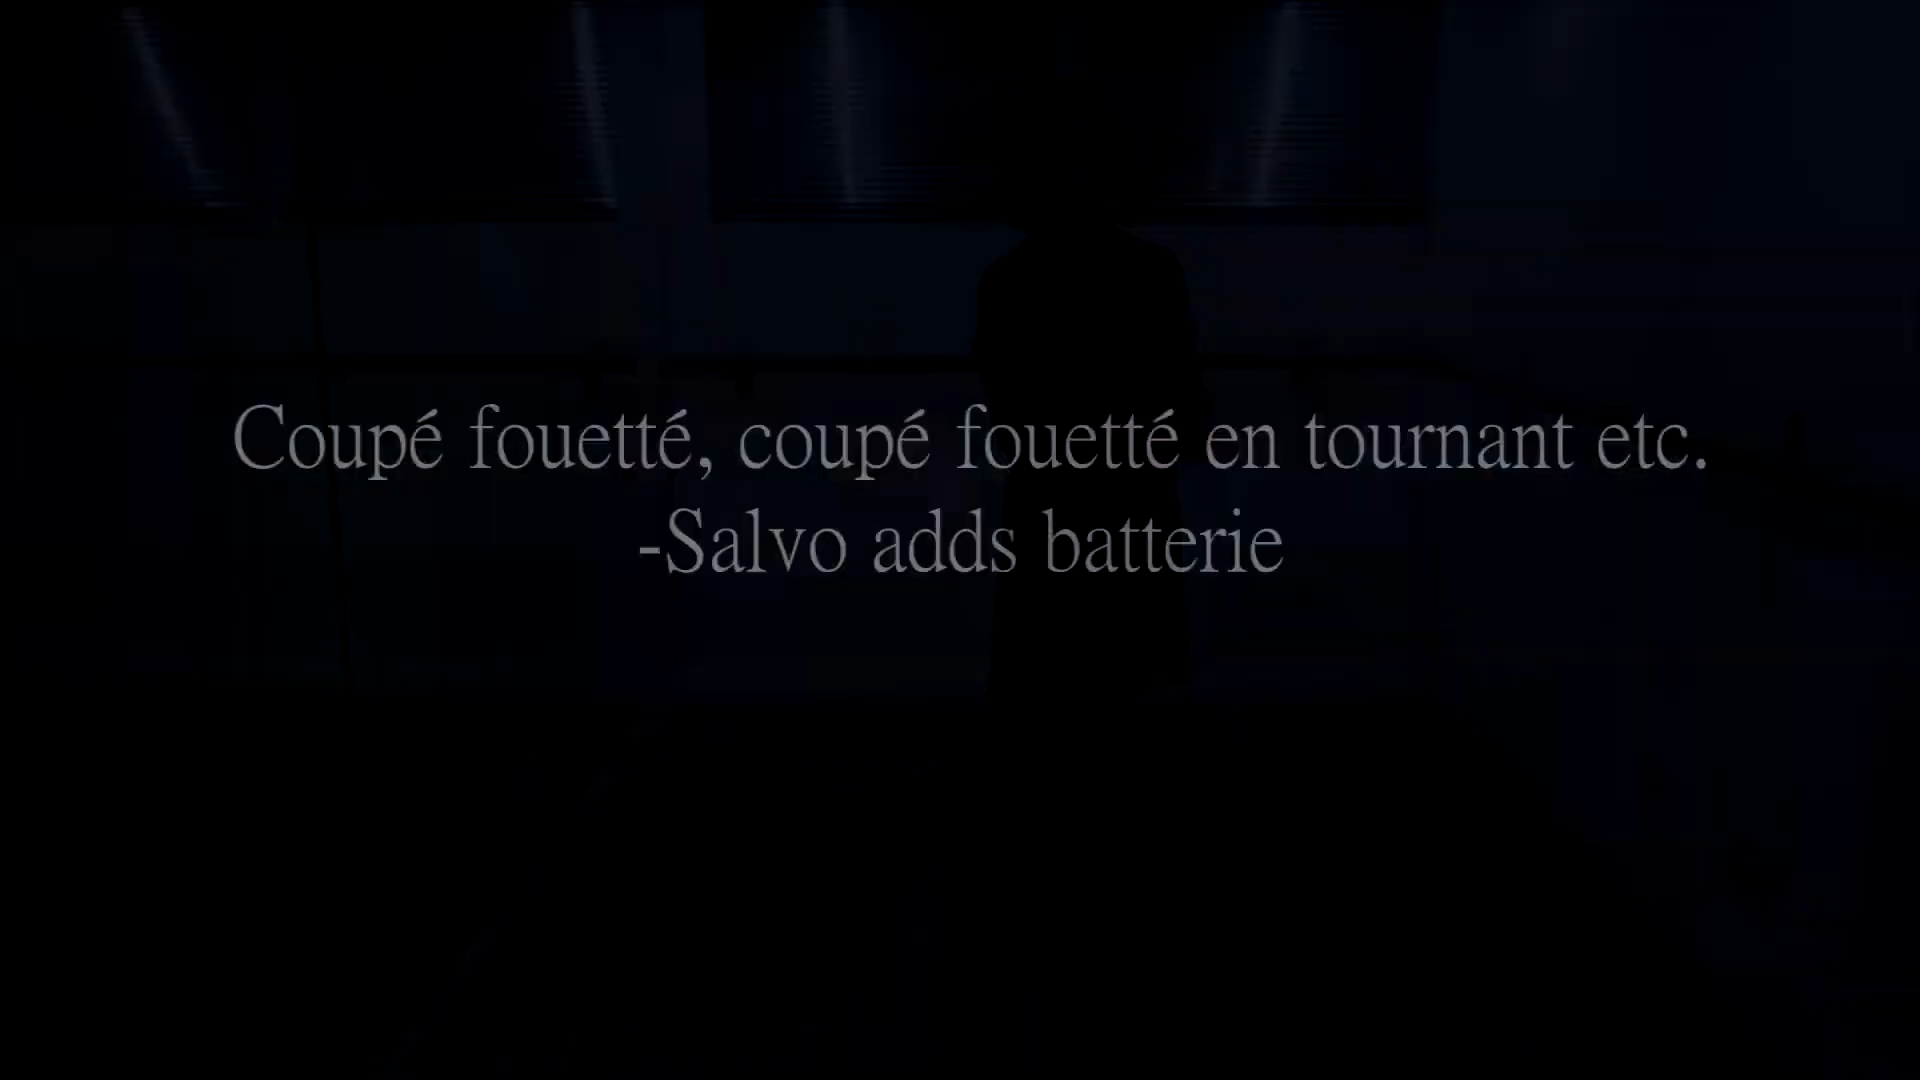 Coupé fouetté, coupé fouetté en tournant etc.
-Salvo adds batterie